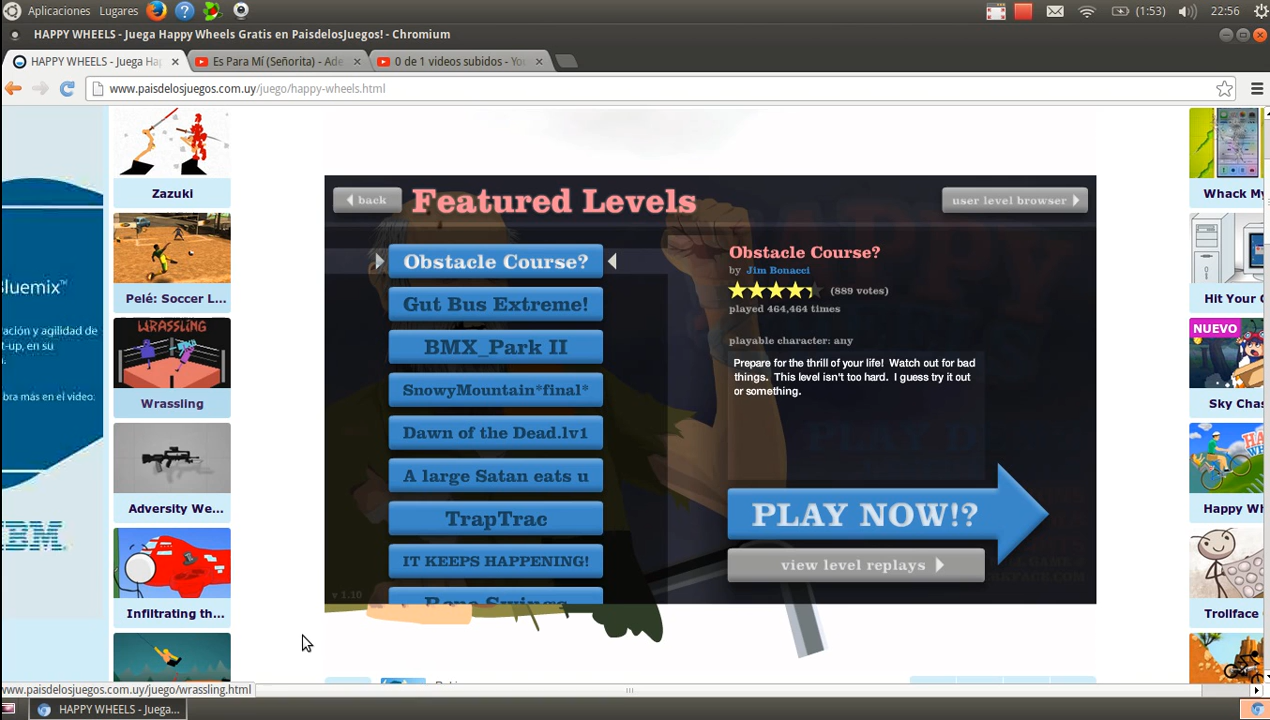 Aplicaciones Lugares
(1:53) 22:56
HAPPY WHEELS - Juega Happy Wheels Gratis en PaisdelosJuegos! - Chromium
HAPPY WHEELS - Juega Hap
Es Para Mí (Señorita) - Ade
0 de 1 videos subidos - You
www.paisdelosjuegos.com.uy/juego/happy-wheels.html
Bluemix™
ración y agilidad de
t-up, en su
bra más en el video:
IBM
Zazuki
Pelé: Soccer L...
WRASSLING
Wrassling
Adversity We...
Infiltrating th...
back
Featured Levels
user level browser
Obstacle Course?
Gut Bus Extreme!
BMX_Park II
SnowyMountain*final*
Dawn of the Dead.lv1
A large Satan eats u
TrapTrac
IT KEEPS HAPPENING!
Rope Swings
v 1.10
Obstacle Course?
by Jim Bonacci
(889 votes)
played 464,464 times
playable character: any
Prepare for the thrill of your life! Watch out for bad
things. This level isn't too hard. I guess try it out
or something.
PLAY NOW!?
view level replays
Whack My
Hit Your
NUEVO
Sky Chas
Happy Wh
Trollface
www.paisdelosjuegos.com.uy/juego/wrassling.html
HAPPY WHEELS - Juega...